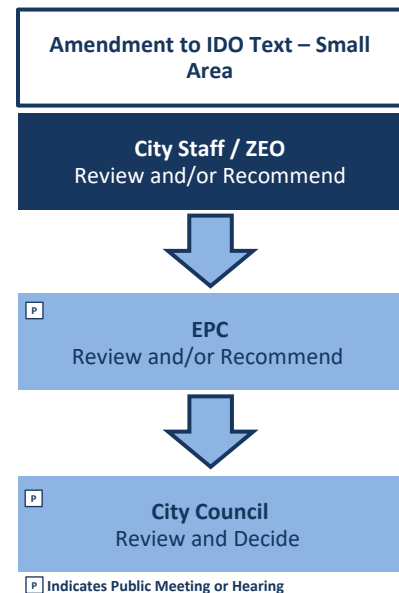 Amendment to IDO Text – Small
Area
City Staff / ZEO
Review and/or Recommend
P
EPC
Review and/or Recommend
P
City Council
Review and Decide
P Indicates Public Meeting or Hearing